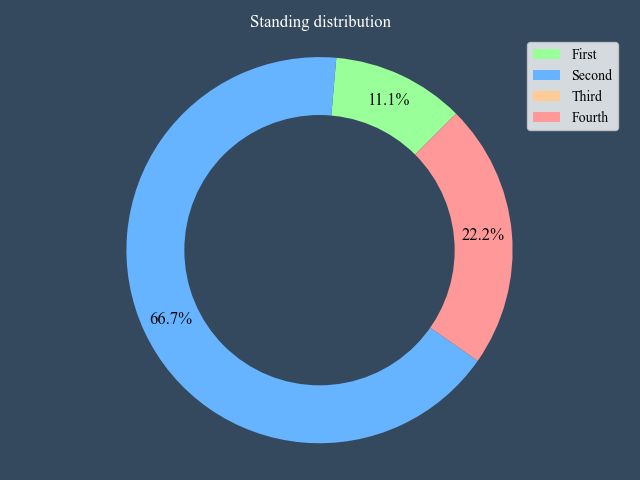 Standing distribution
First
Second
Third
Fourth
11.1%
22.2%
66.7%